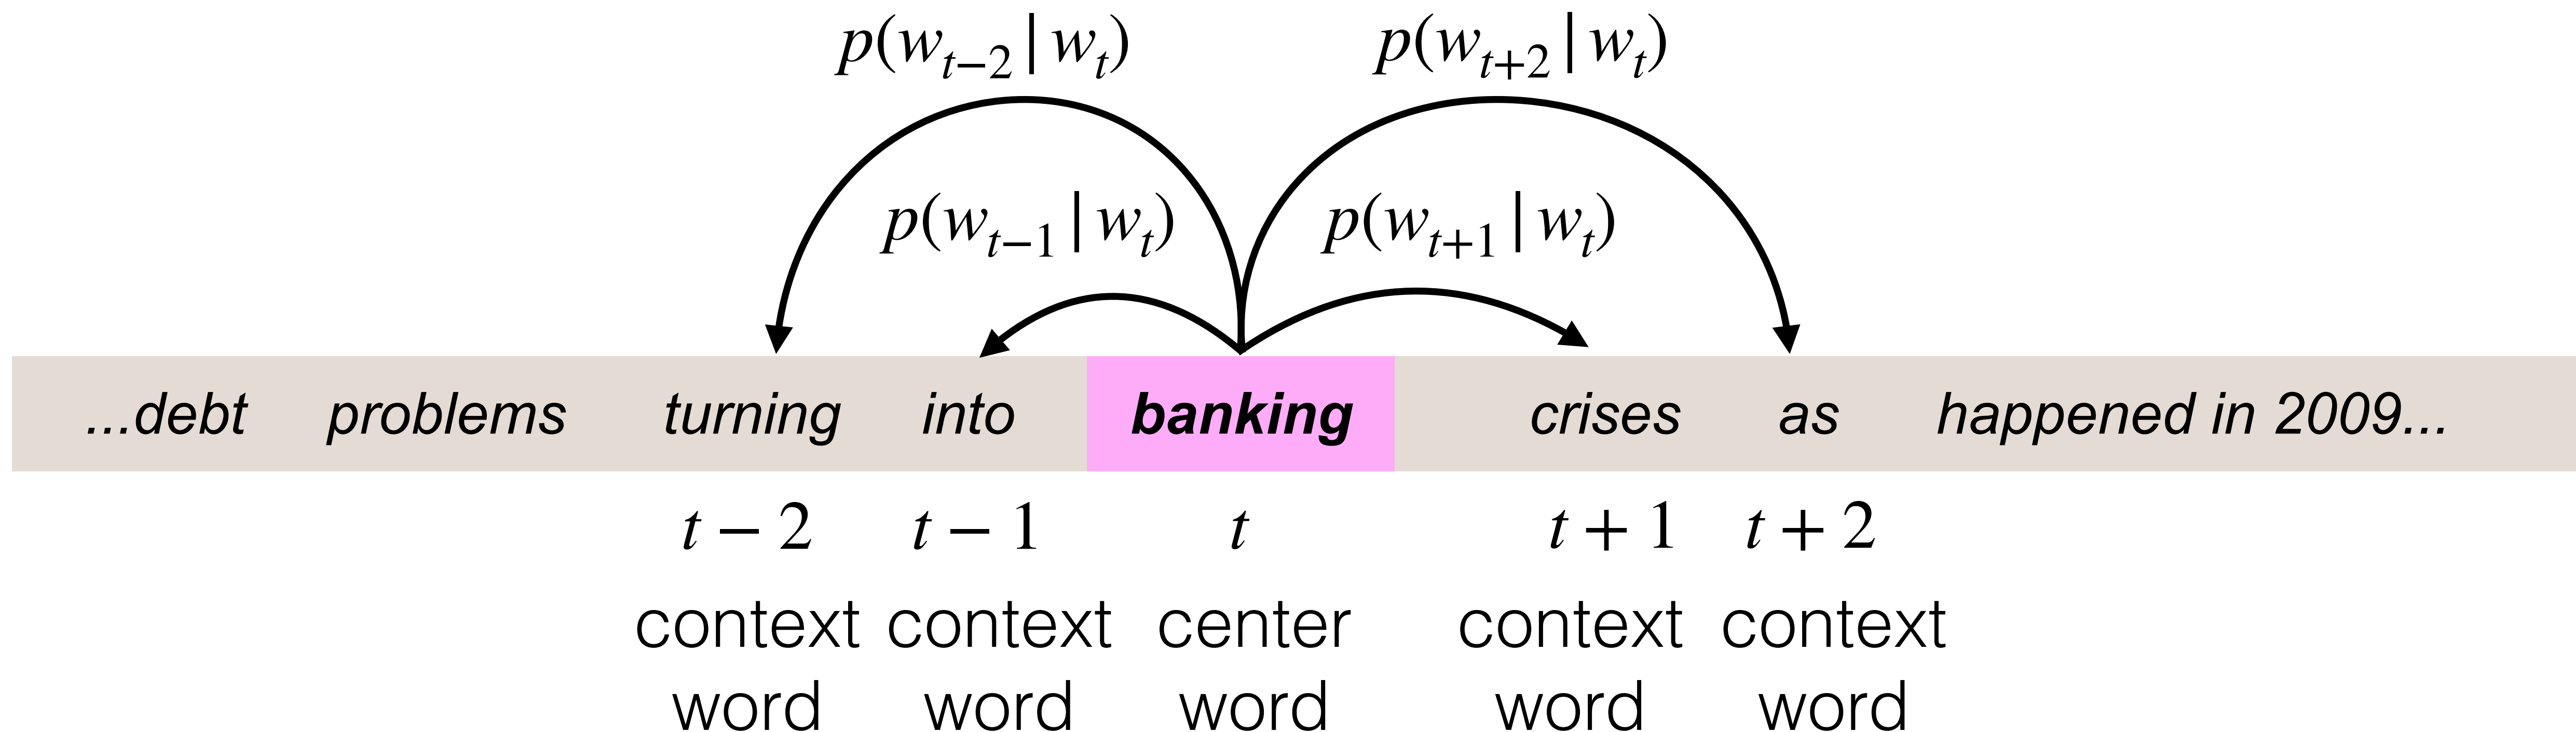 p(w_{t−2} | w_t) p(w_{t+2} | w_t)
p(w_{t−1} | w_t) p(w_{t+1} | w_t)
...debt problems turning into banking crises as happened in 2009...
t − 2 t − 1 t t + 1 t + 2
context context center context context
word word word word word